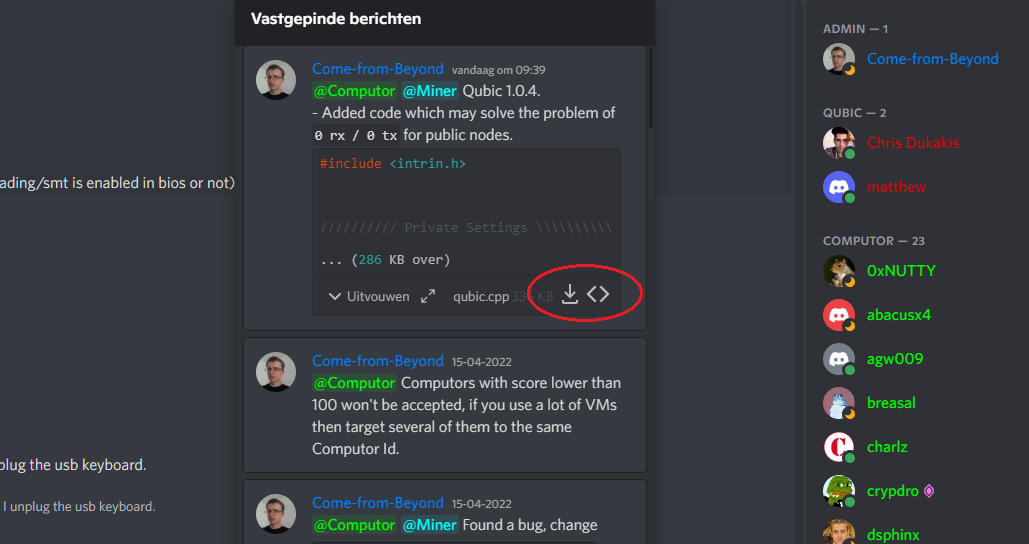 Vastgepinde berichten
Come-from-Beyond vandaag om 09:39
@Computor @Miner Qubic 1.0.4.
- Added code which may solve the problem of
0 rx / 0 tx for public nodes.
#include <intrin.h>
////////// Private Settings \\\\\\\\\\
... (286 KB over)
Uitvouwen qubic.cpp 336 KB
Come-from-Beyond 15-04-2022
@Computor Computors with score lower than
100 won't be accepted, if you use a lot of VMs
then target several of them to the same
Computor Id.
Come-from-Beyond 15-04-2022
@Computor @Miner Found a bug, change
ading/smt is enabled in bios or not)
plug the usb keyboard.
I unplug the usb keyboard.
ADMIN — 1
Come-from-Beyond
QUBIC — 2
Chris Dukakis
matthew
COMPUTOR — 23
0xNUTTY
abacusx4
agw009
breasal
charlz
crypdro
dsphinx